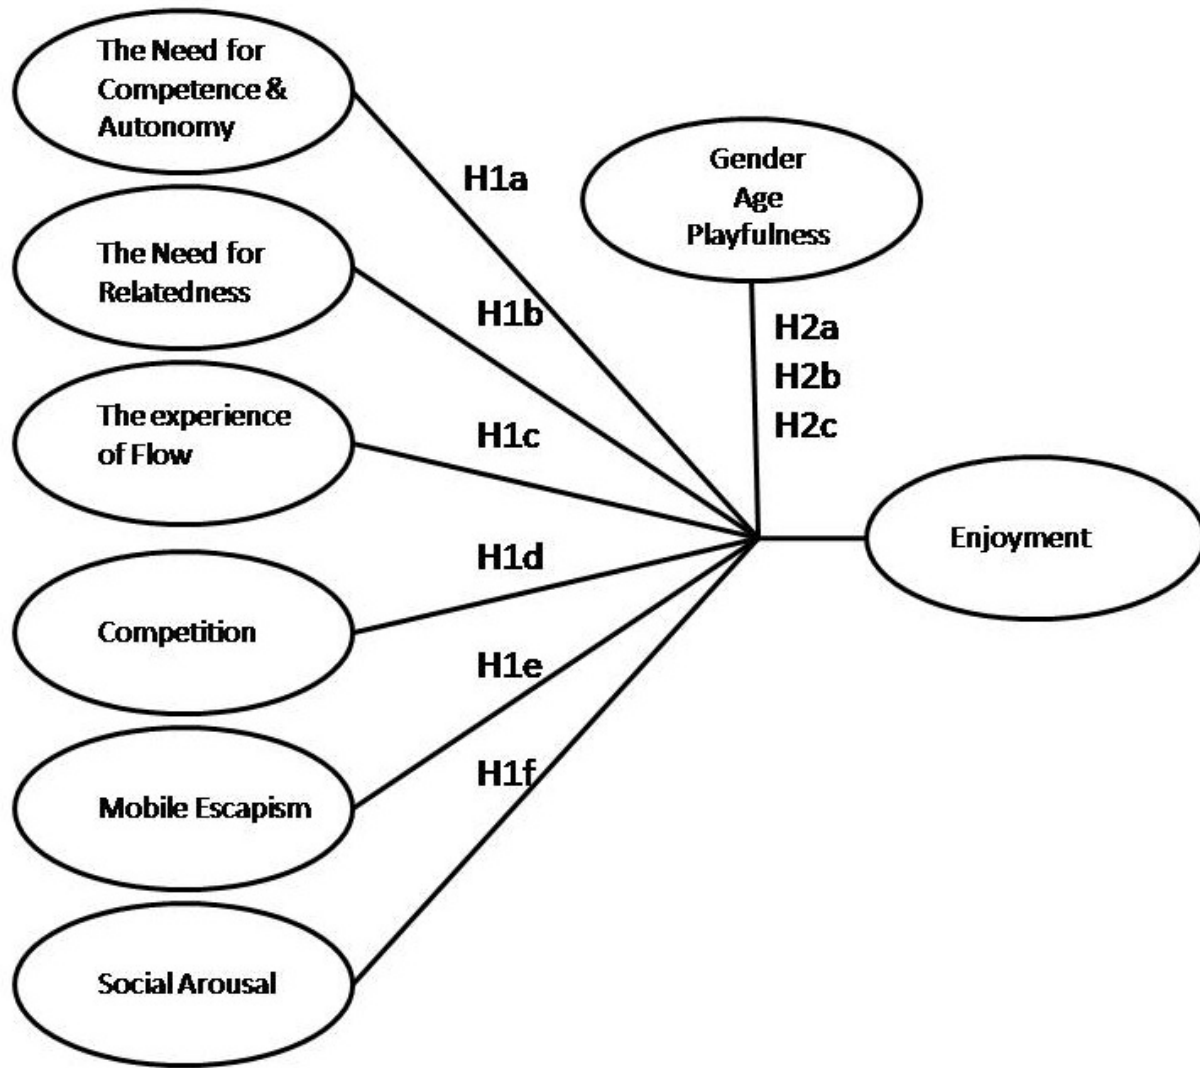 The Need for
Competence &
Autonomy
H1a
Gender
Age
Playfulness
The Need for
Relatedness
H1b
H2a
H2b
H2c
The experience
of Flow
H1c
Enjoyment
H1d
Competition
H1e
Mobile Escapism
H1f
Social Arousal